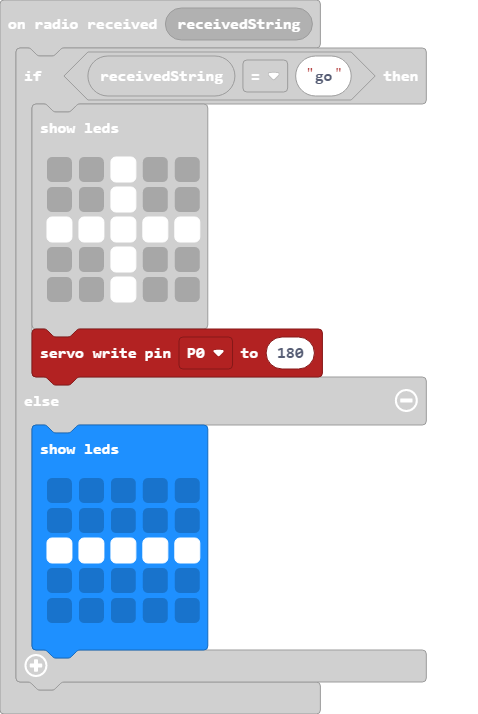 on radio received receivedString
if receivedString = "go" then
show leds
servo write pin P0 to 180
else
show leds